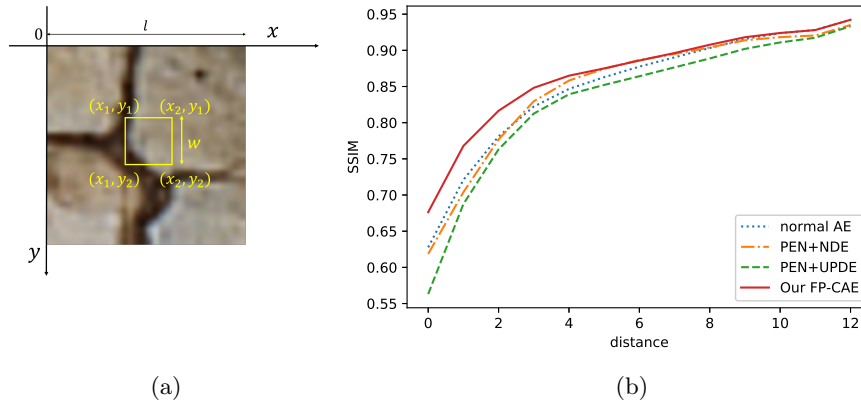 0
l
x
(x₁, y₁)
(x₂, y₁)
w
(x₁, y₂)
(x₂, y₂)
y
(a)
0.95
0.90
0.85
0.80
0.75
0.70
0.65
0.60
0.55
SSIM
0 2 4 6 8 10 12
distance
normal AE
PEN+NDE
PEN+UPDE
Our FP-CAE
(b)